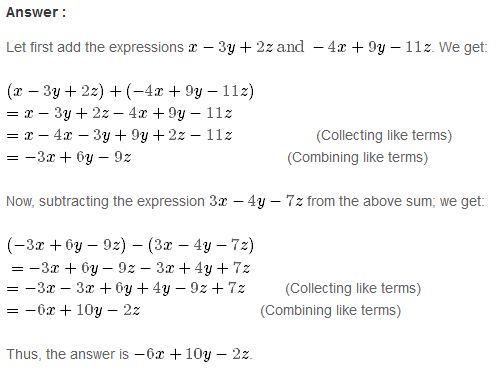 Answer :
Let first add the expressions x − 3y + 2z and − 4x + 9y − 11z. We get:
(x − 3y + 2z) + (−4x + 9y − 11z)
= x − 3y + 2z − 4x + 9y − 11z
= x − 4x − 3y + 9y + 2z − 11z (Collecting like terms)
= −3x + 6y − 9z (Combining like terms)
Now, subtracting the expression 3x − 4y − 7z from the above sum; we get:
(−3x + 6y − 9z) − (3x − 4y − 7z)
= −3x + 6y − 9z − 3x + 4y + 7z
= −3x − 3x + 6y + 4y − 9z + 7z (Collecting like terms)
= −6x + 10y − 2z (Combining like terms)
Thus, the answer is −6x + 10y − 2z.